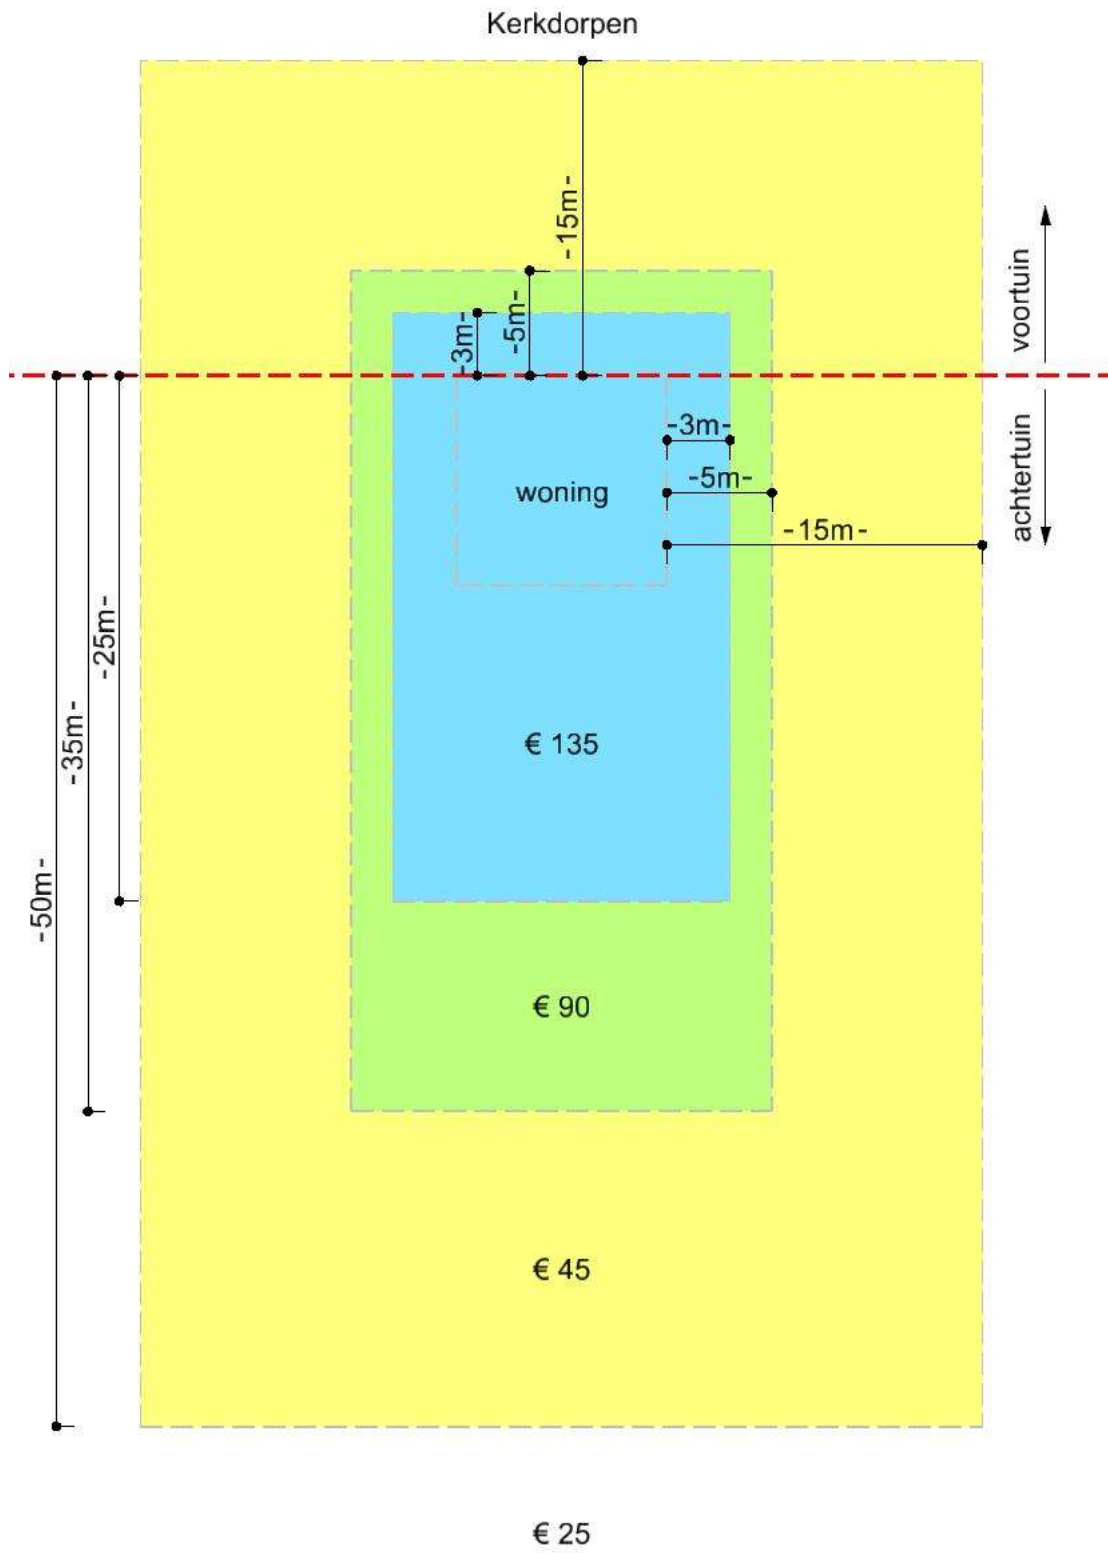 Kerkdorpen
-15m-
-5m-
-3m-
voortuin
achtertuin
-3m-
-5m-
-15m-
woning
-25m-
-35m-
-50m-
€ 135
€ 90
€ 45
€ 25